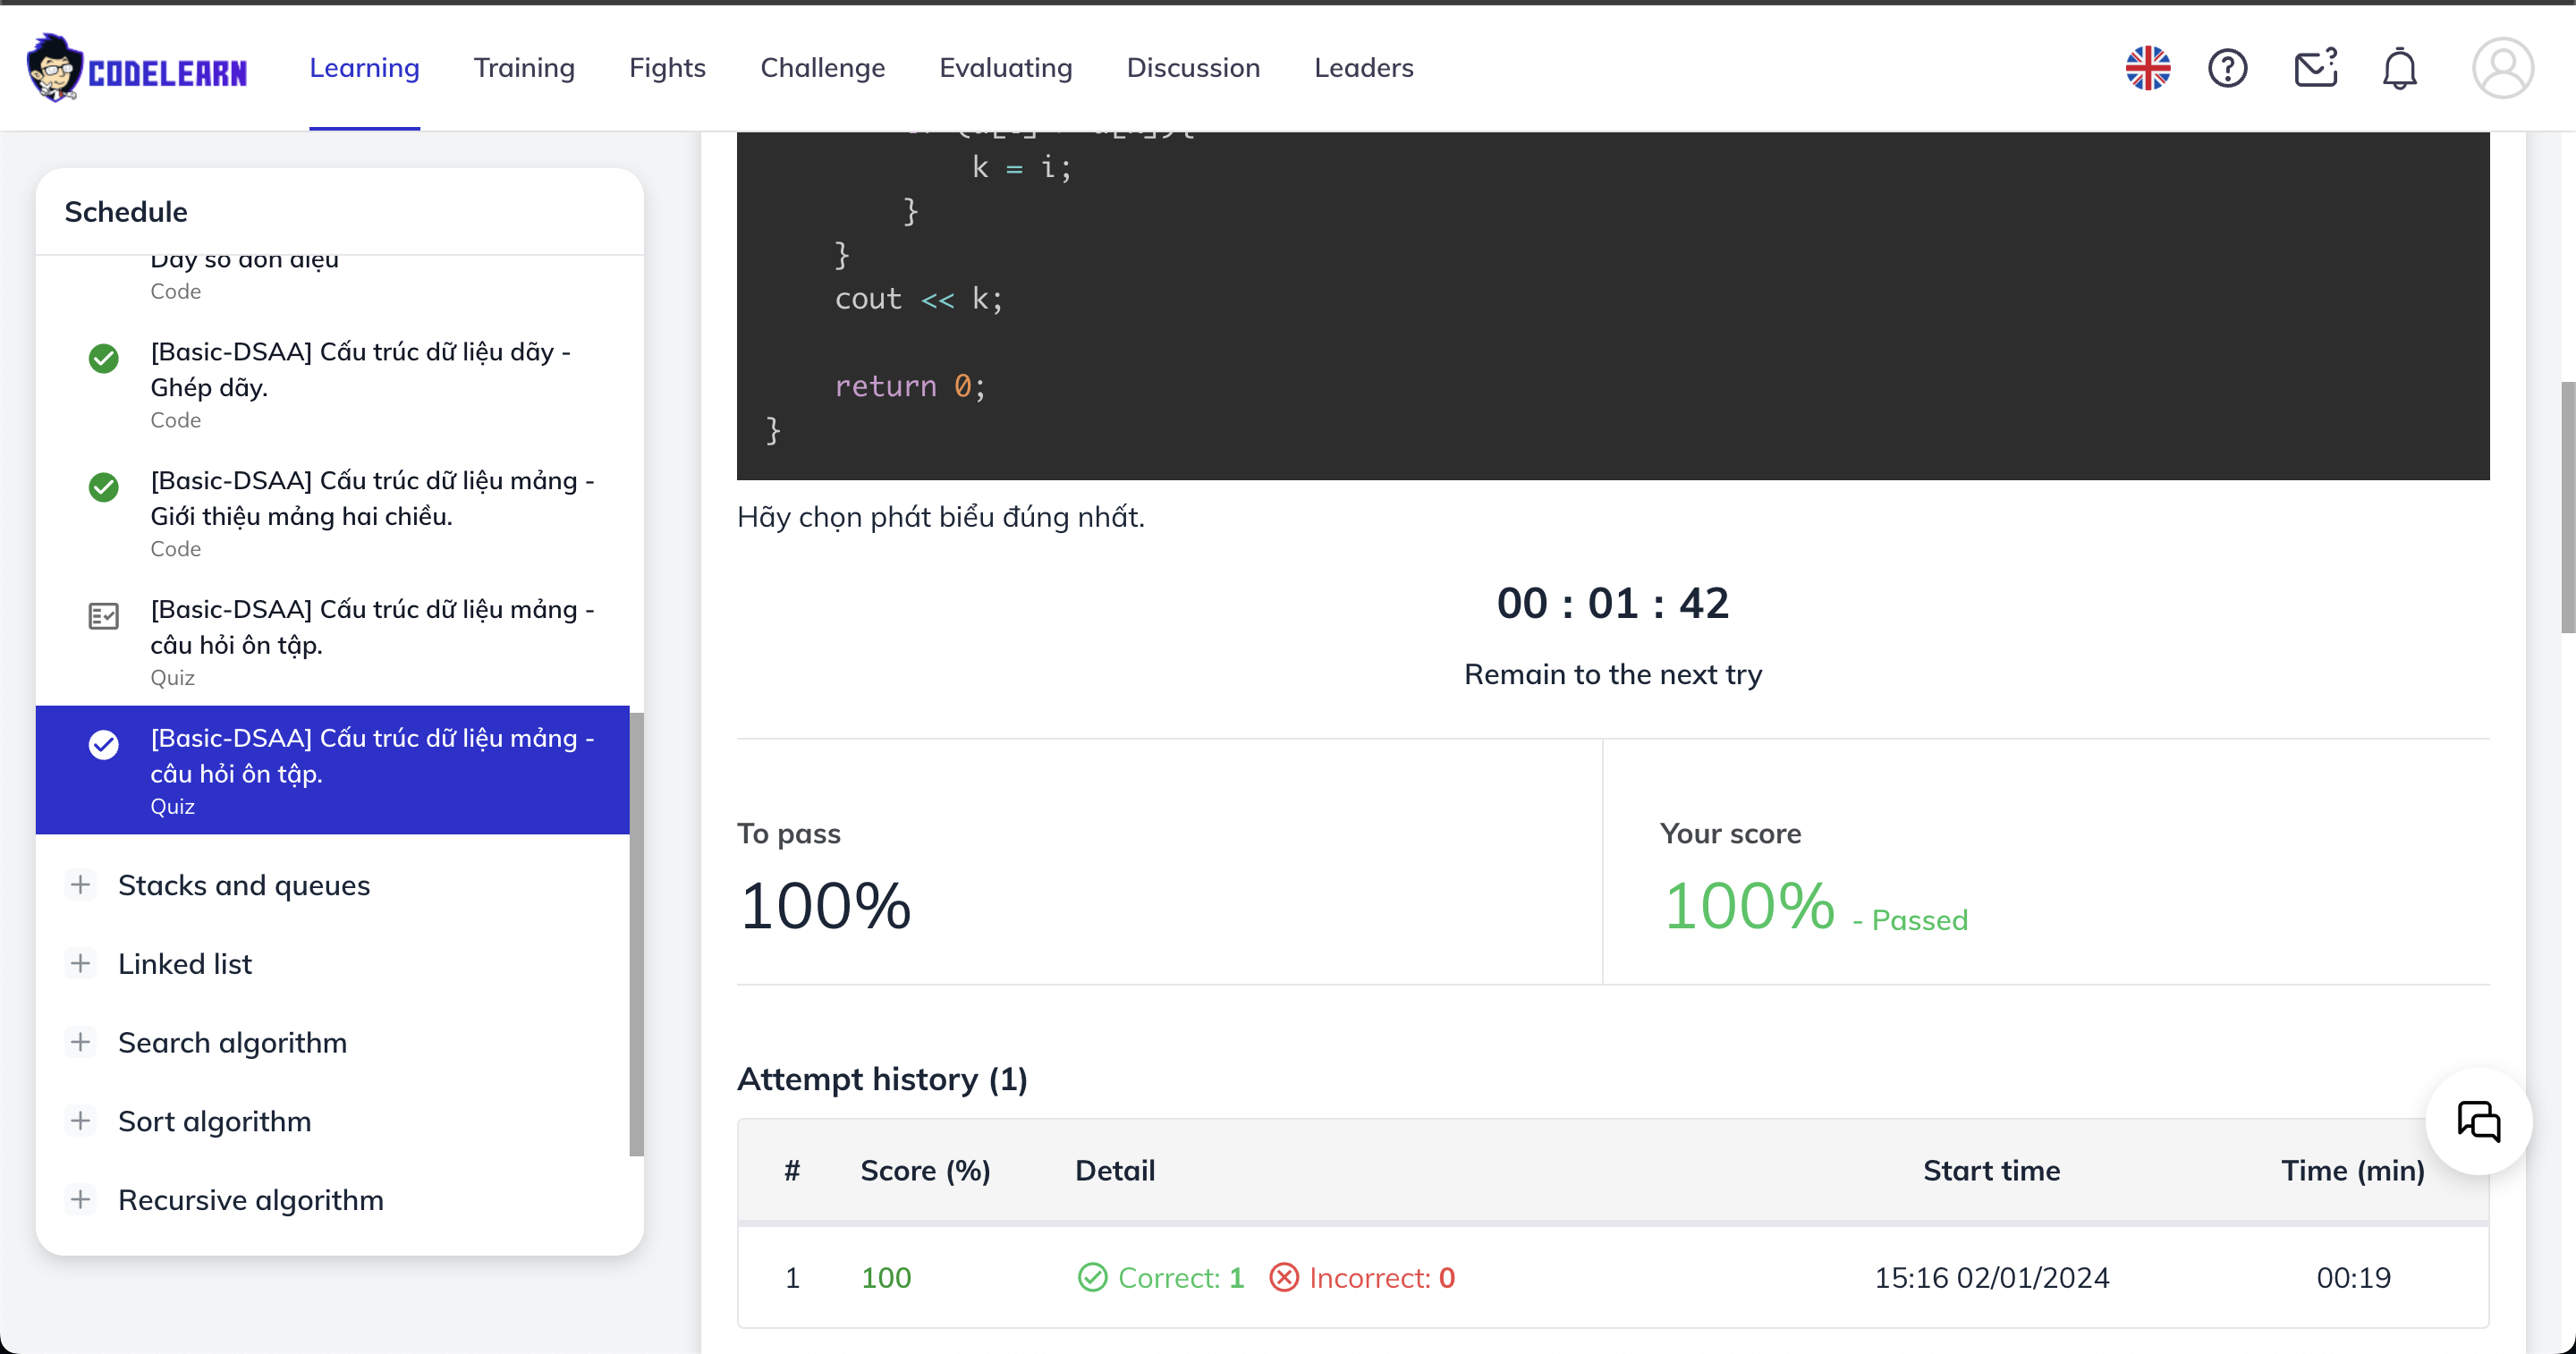 CODELEARN
Learning
Training
Fights
Challenge
Evaluating
Discussion
Leaders
Schedule
Dãy số đơn điệu
Code
[Basic-DSAA] Cấu trúc dữ liệu dãy -
Ghép dãy.
Code
[Basic-DSAA] Cấu trúc dữ liệu mảng -
Giới thiệu mảng hai chiều.
Code
[Basic-DSAA] Cấu trúc dữ liệu mảng -
câu hỏi ôn tập.
Quiz
[Basic-DSAA] Cấu trúc dữ liệu mảng -
câu hỏi ôn tập.
Quiz
Stacks and queues
Linked list
Search algorithm
Sort algorithm
Recursive algorithm
k = i;
}
}
cout << k;
return 0;
}
Hãy chọn phát biểu đúng nhất.
00 : 01 : 42
Remain to the next try
To pass
100%
Your score
100% - Passed
Attempt history (1)
# Score (%) Detail Start time Time (min)
1 100 Correct: 1 Incorrect: 0 15:16 02/01/2024 00:19